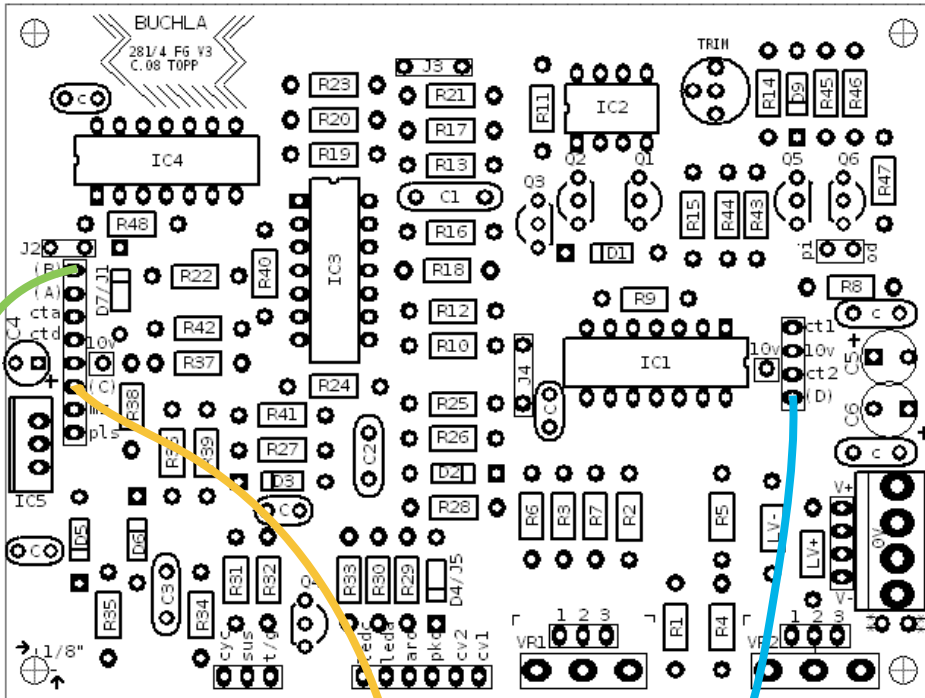 BUCHLA
281/4 FG V3
C.08 TOPP
TRIM
J3
R23
R21
R20
R17
R19
R13
C
IC4
C1
R11
IC2
R14
D9
R45
R46
Q2
Q1
Q3
Q5
Q6
R47
R48
R16
R15
R44
R43
J2
(B)
(A)
cta
ctd
10v
(C)
pls
D7/J1
R22
R40
IC3
R18
D1
R8
C
R42
R12
R9
R37
R10
IC1
10v
ct1
10v
ct2
(D)
C5
C6
C
C4
IC5
R38
R24
J4
C
R41
R25
R39
R27
C2
R26
D3
D2
C
R28
R6
R3
R7
R2
R5
LV-
LV+
V+
0V
V-
D5
D6
C
C3
R35
R34
R31
R32
R33
R30
R29
D4/J5
R1
R4
+1/8"
-
cyc
sus
t/g
leda
pkd
cv2
cv1
VR1
1 2 3
VR2
1 2 3